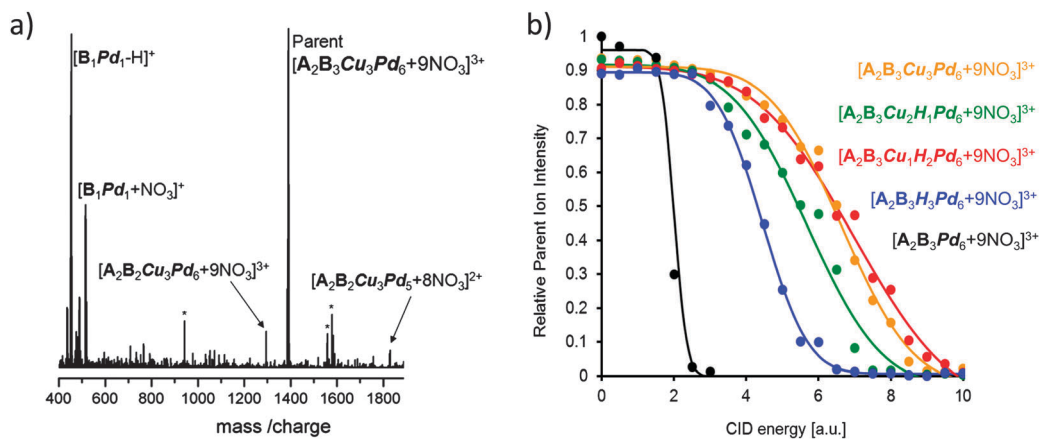 a)
[B₁Pd₁-H]⁺
Parent
[A₂B₃Cu₃Pd₆+9NO₃]³⁺
[B₁Pd₁+NO₃]⁺
[A₂B₂Cu₃Pd₆+9NO₃]³⁺
[A₂B₂Cu₃Pd₅+8NO₃]²⁺
*
* *
400 600 800 1000 1200 1400 1600 1800
mass /charge
b)
Relative Parent Ion Intensity
1
0.9
0.8
0.7
0.6
0.5
0.4
0.3
0.2
0.1
0
[A₂B₃Cu₃Pd₆+9NO₃]³⁺
[A₂B₃Cu₂H₁Pd₆+9NO₃]³⁺
[A₂B₃Cu₁H₂Pd₆+9NO₃]³⁺
[A₂B₃H₃Pd₆+9NO₃]³⁺
[A₂B₃Pd₆+9NO₃]³⁺
0 2 4 6 8 10
CID energy [a.u.]